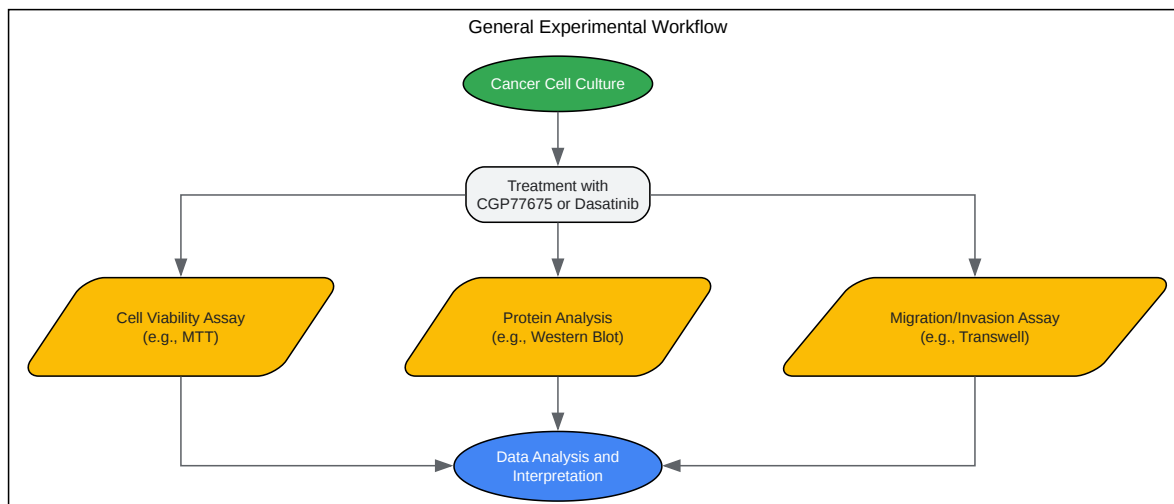 General Experimental Workflow
Cancer Cell Culture
Treatment with
CGP77675 or Dasatinib
Cell Viability Assay
(e.g., MTT)
Protein Analysis
(e.g., Western Blot)
Migration/Invasion Assay
(e.g., Transwell)
Data Analysis and
Interpretation